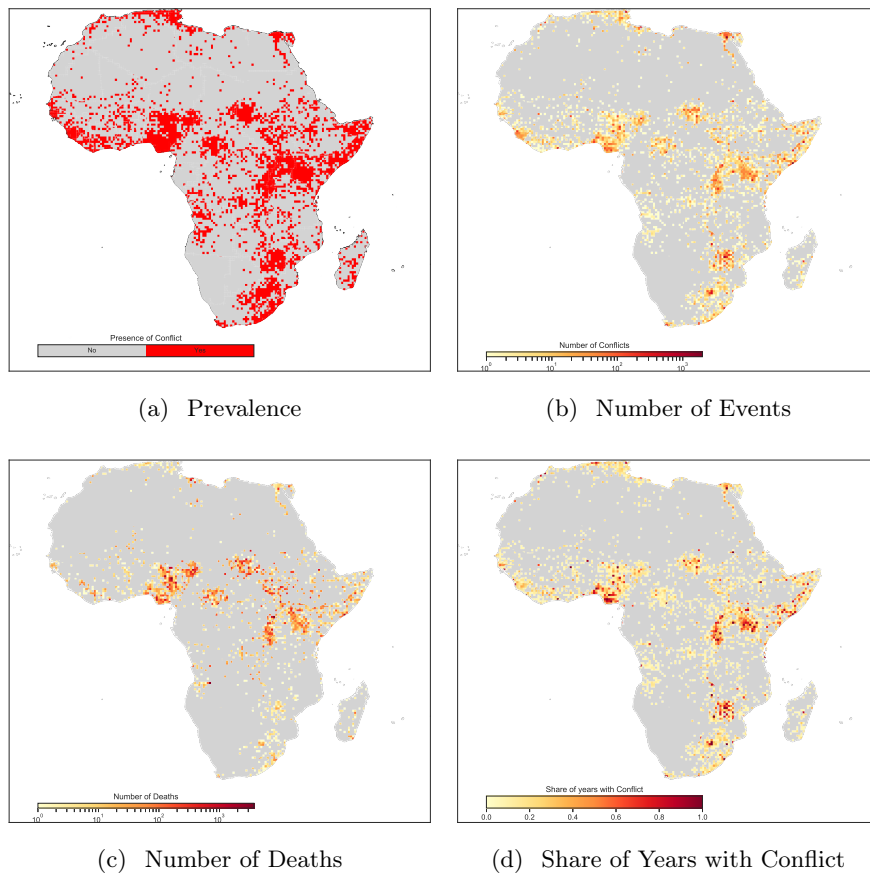 Presence of Conflict
No Yes
(a) Prevalence
Number of Conflicts
10⁰ 10¹ 10² 10³
(b) Number of Events
Number of Deaths
10⁰ 10¹ 10² 10³
(c) Number of Deaths
Share of years with Conflict
0.0 0.2 0.4 0.6 0.8 1.0
(d) Share of Years with Conflict